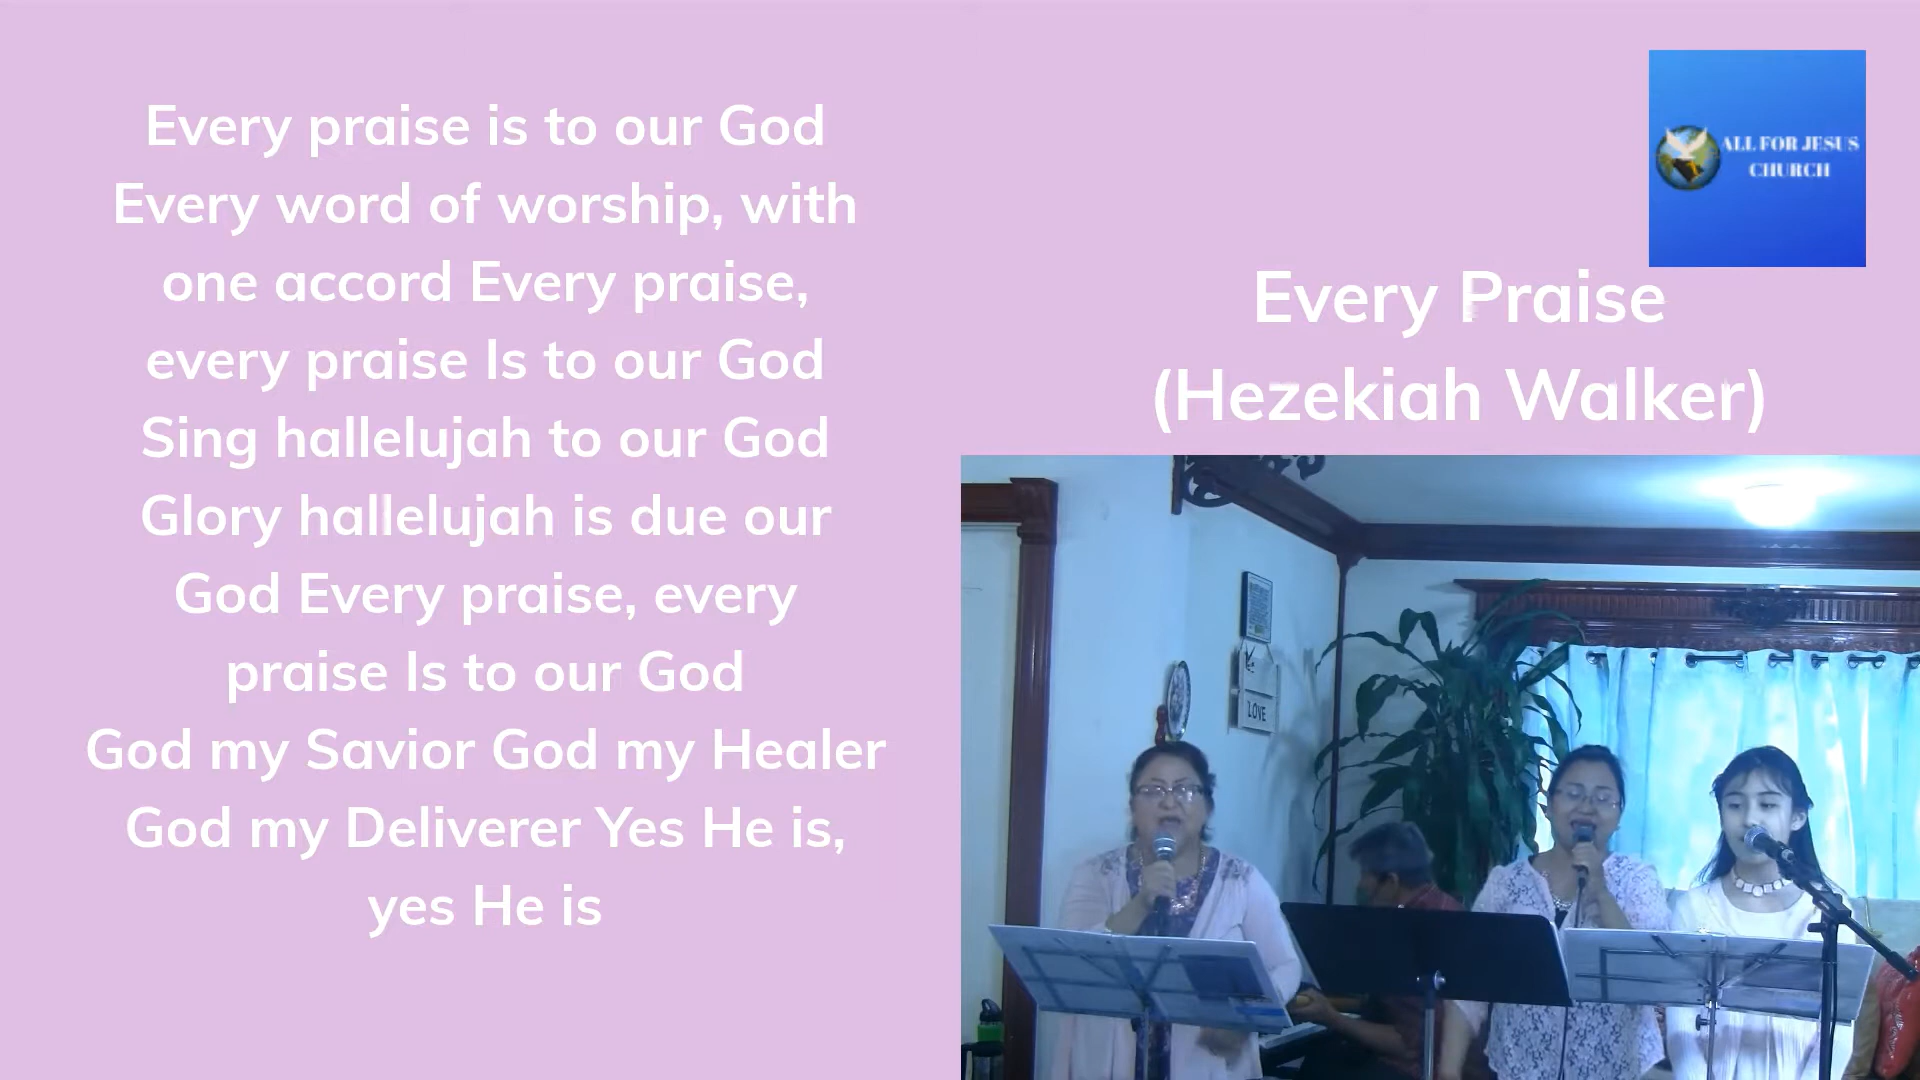 Every praise is to our God
Every word of worship, with
one accord Every praise,
every praise Is to our God
Sing hallelujah to our God
Glory hallelujah is due our
God Every praise, every
praise Is to our God
God my Savior God my Healer
God my Deliverer Yes He is,
yes He is
ALL FOR JESUS
CHURCH
Every Praise
(Hezekiah Walker)
LOVE